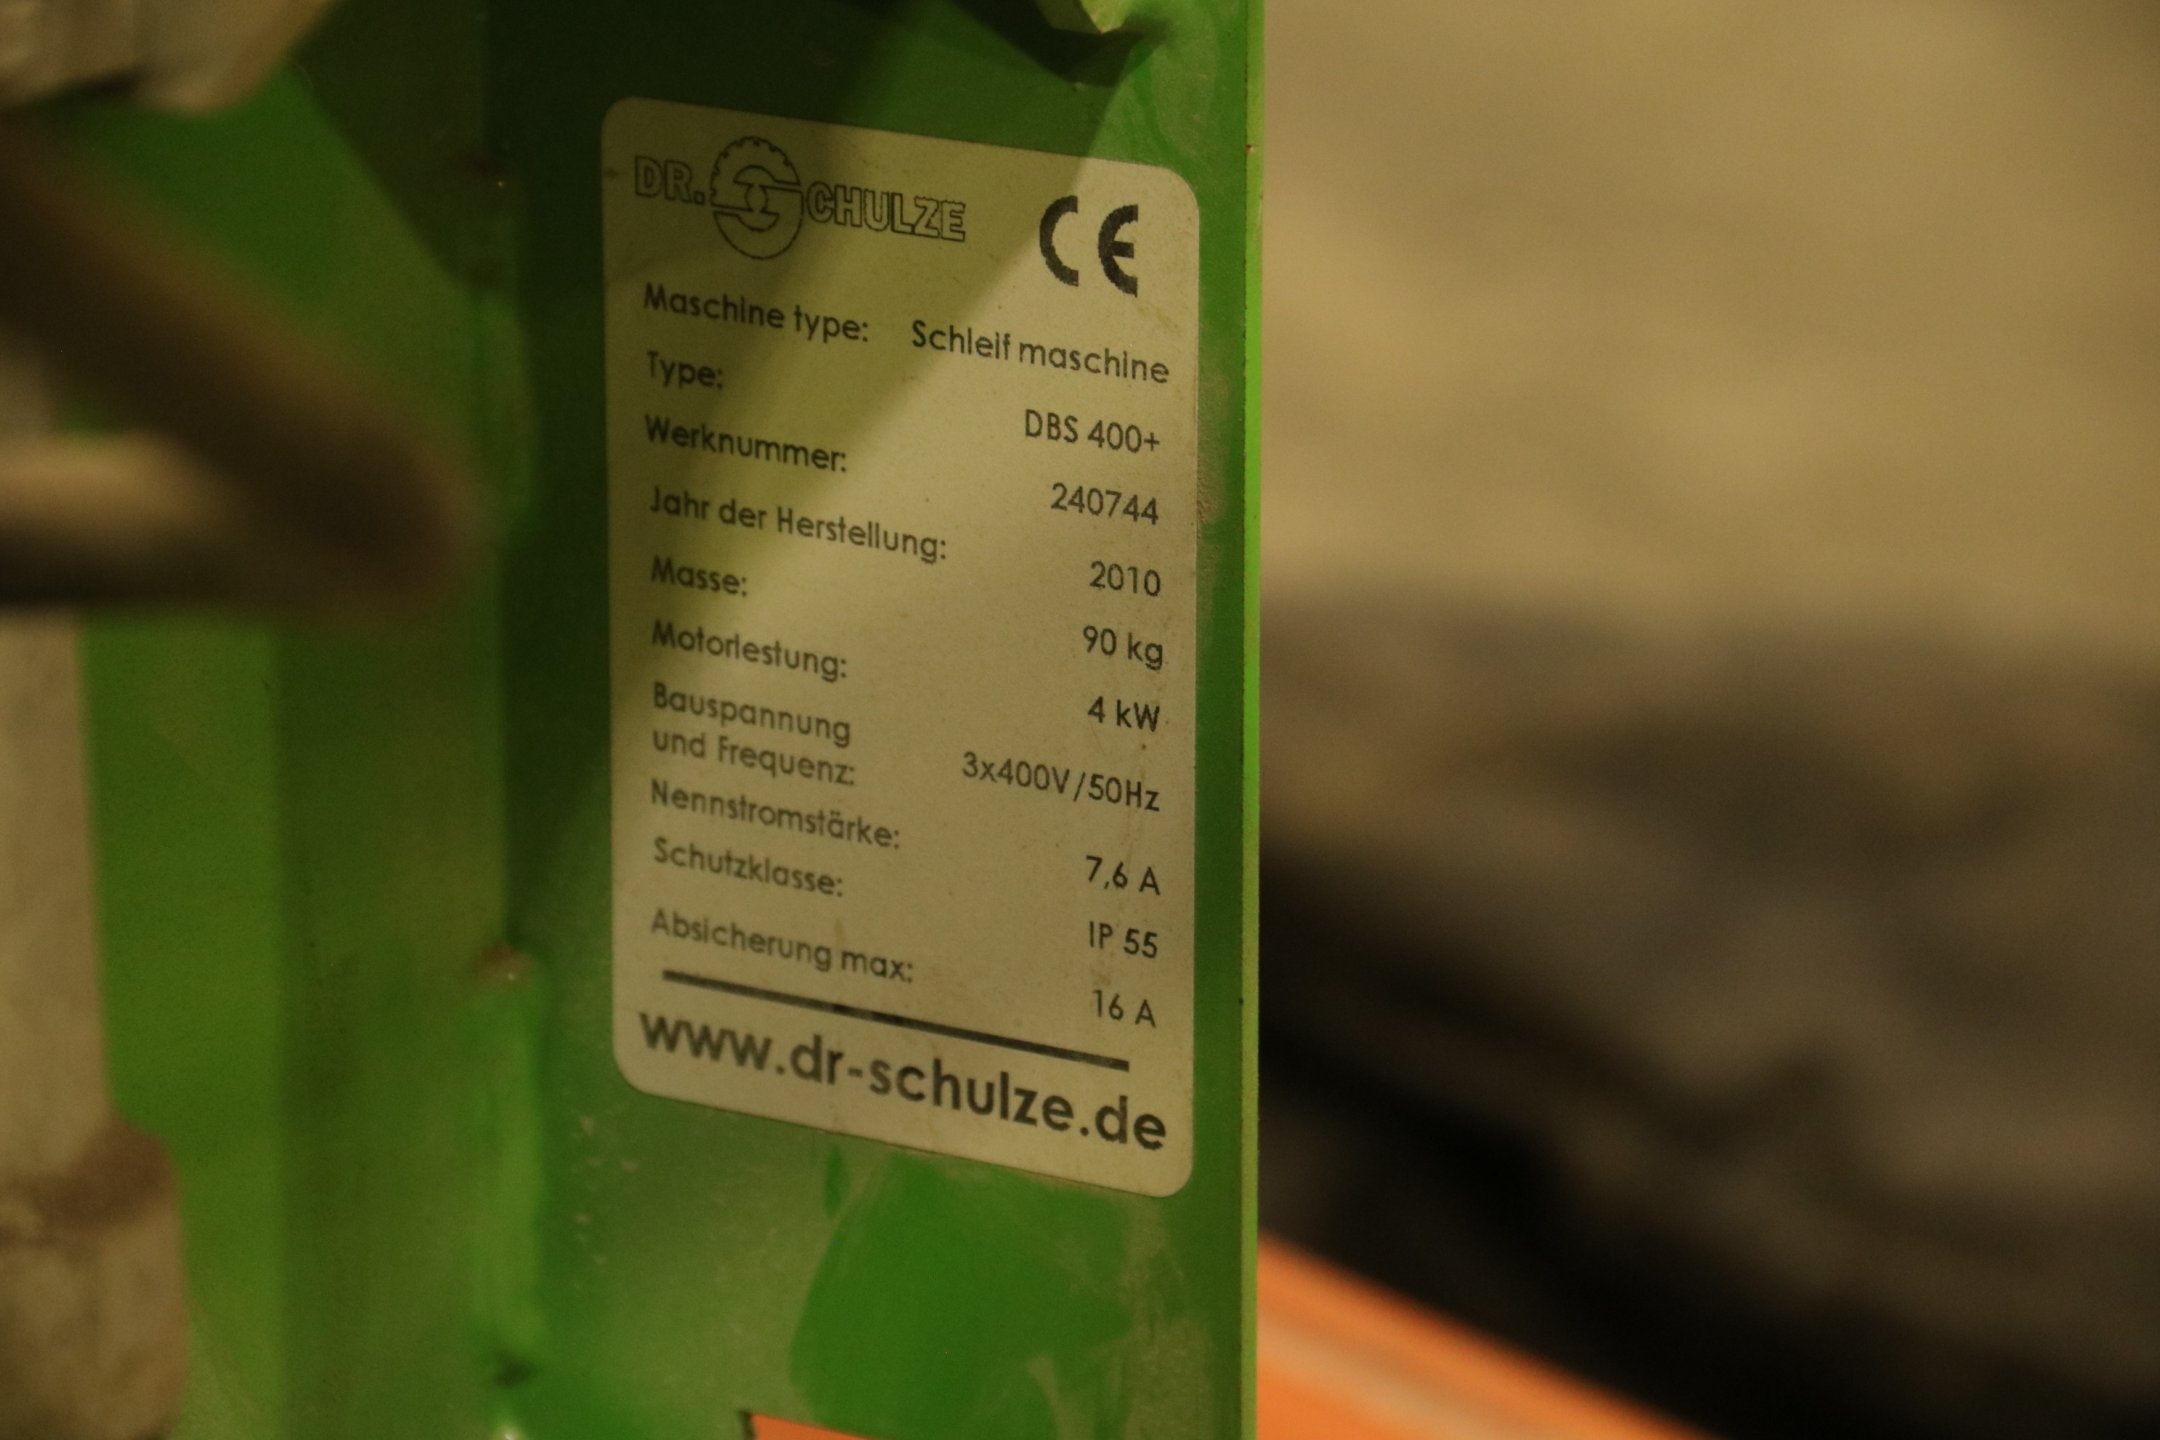 DR. SCHULZE CE
Maschine type: Schleif maschine
Type: DBS 400+
Werknummer: 240744
Jahr der Herstellung: 2010
Masse: 90 kg
Motorlestung: 4 kW
Bauspannung
und Frequenz: 3x400V/50Hz
Nennstromstärke: 7,6 A
Schutzklasse: IP 55
Absicherung max: 16 A
www.dr-schulze.de